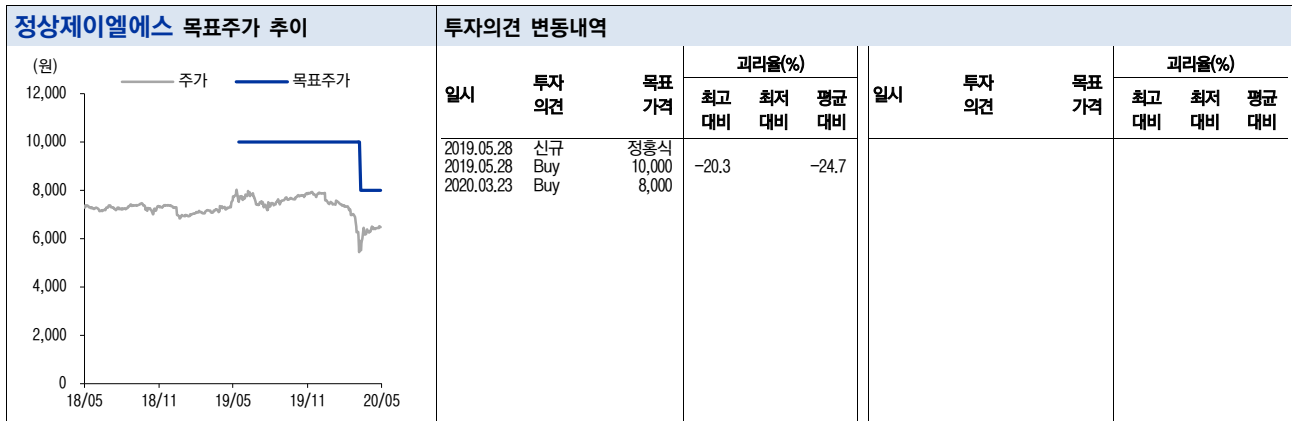 정상제이엘에스 목표주가 추이
투자의견 변동내역
(원)
주가
목표주가
12,000
10,000
8,000
6,000
4,000
2,000
0
18/05 18/11 19/05 19/11 20/05
일시 투자의견 목표가격 괴리율(%)
최고대비 최저대비 평균대비
2019.05.28 신규 정홍식
2019.05.28 Buy 10,000 -20.3 -24.7
2020.03.23 Buy 8,000
일시 투자의견 목표가격 괴리율(%)
최고대비 최저대비 평균대비